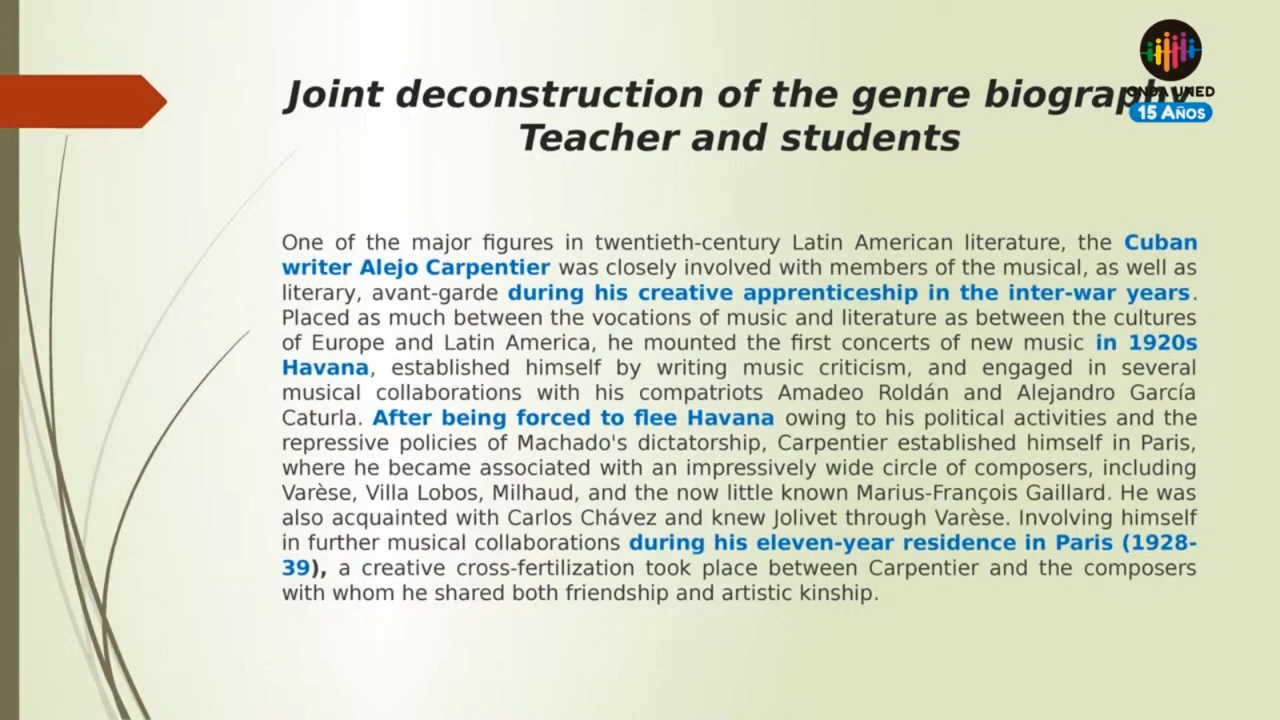 Joint deconstruction of the genre biography
Teacher and students
ONDA UNED
15 AÑOS
One of the major figures in twentieth-century Latin American literature, the Cuban
writer Alejo Carpentier was closely involved with members of the musical, as well as
literary, avant-garde during his creative apprenticeship in the inter-war years.
Placed as much between the vocations of music and literature as between the cultures
of Europe and Latin America, he mounted the first concerts of new music in 1920s
Havana, established himself by writing music criticism, and engaged in several
musical collaborations with his compatriots Amadeo Roldán and Alejandro García
Caturla. After being forced to flee Havana owing to his political activities and the
repressive policies of Machado's dictatorship, Carpentier established himself in Paris,
where he became associated with an impressively wide circle of composers, including
Varèse, Villa Lobos, Milhaud, and the now little known Marius-François Gaillard. He was
also acquainted with Carlos Chávez and knew Jolivet through Varèse. Involving himself
in further musical collaborations during his eleven-year residence in Paris (1928-
39), a creative cross-fertilization took place between Carpentier and the composers
with whom he shared both friendship and artistic kinship.